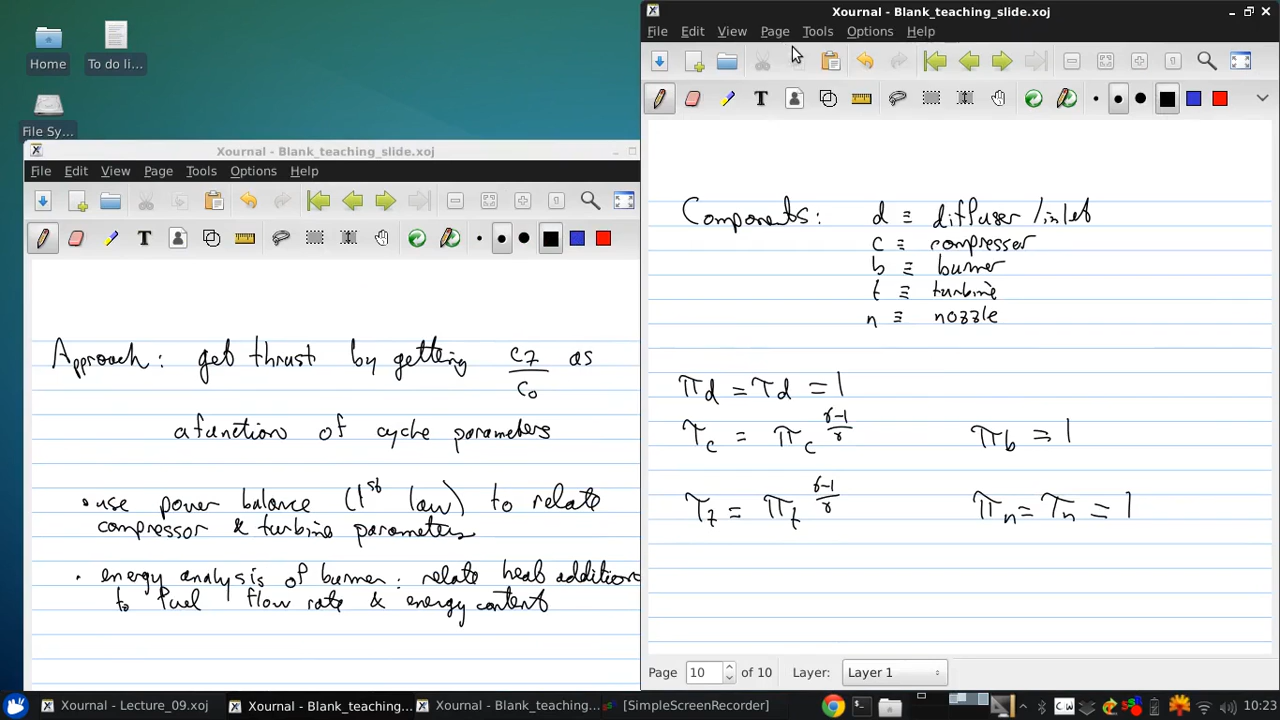 Xournal - Blank_teaching_slide.xoj
File Edit View Page Tools Options Help
Home
To do li...
File Sy...
Components: d ≡ diffuser/inlet
c ≡ compresser
b ≡ burner
t ≡ turbine
n ≡ nozzle
πd = τd = 1
τc = πc^(γ-1)/γ πb = 1
τt = πt^(γ-1)/γ πn = τn = 1
Page 10 of 10 Layer: Layer 1
Xournal - Blank_teaching_slide.xoj
File Edit View Page Tools Options Help
Approach: get thrust by getting c7/c0 as
a function of cycle parameters
• use power balance (1st law) to relate
compressor & turbine parameters
• energy analysis of burner: relate heat addition
to fuel flow rate & energy content
Xournal - Lecture_09.xoj
Xournal - Blank_teaching_...
Xournal - Blank_teaching_...
[SimpleScreenRecorder]
10:23